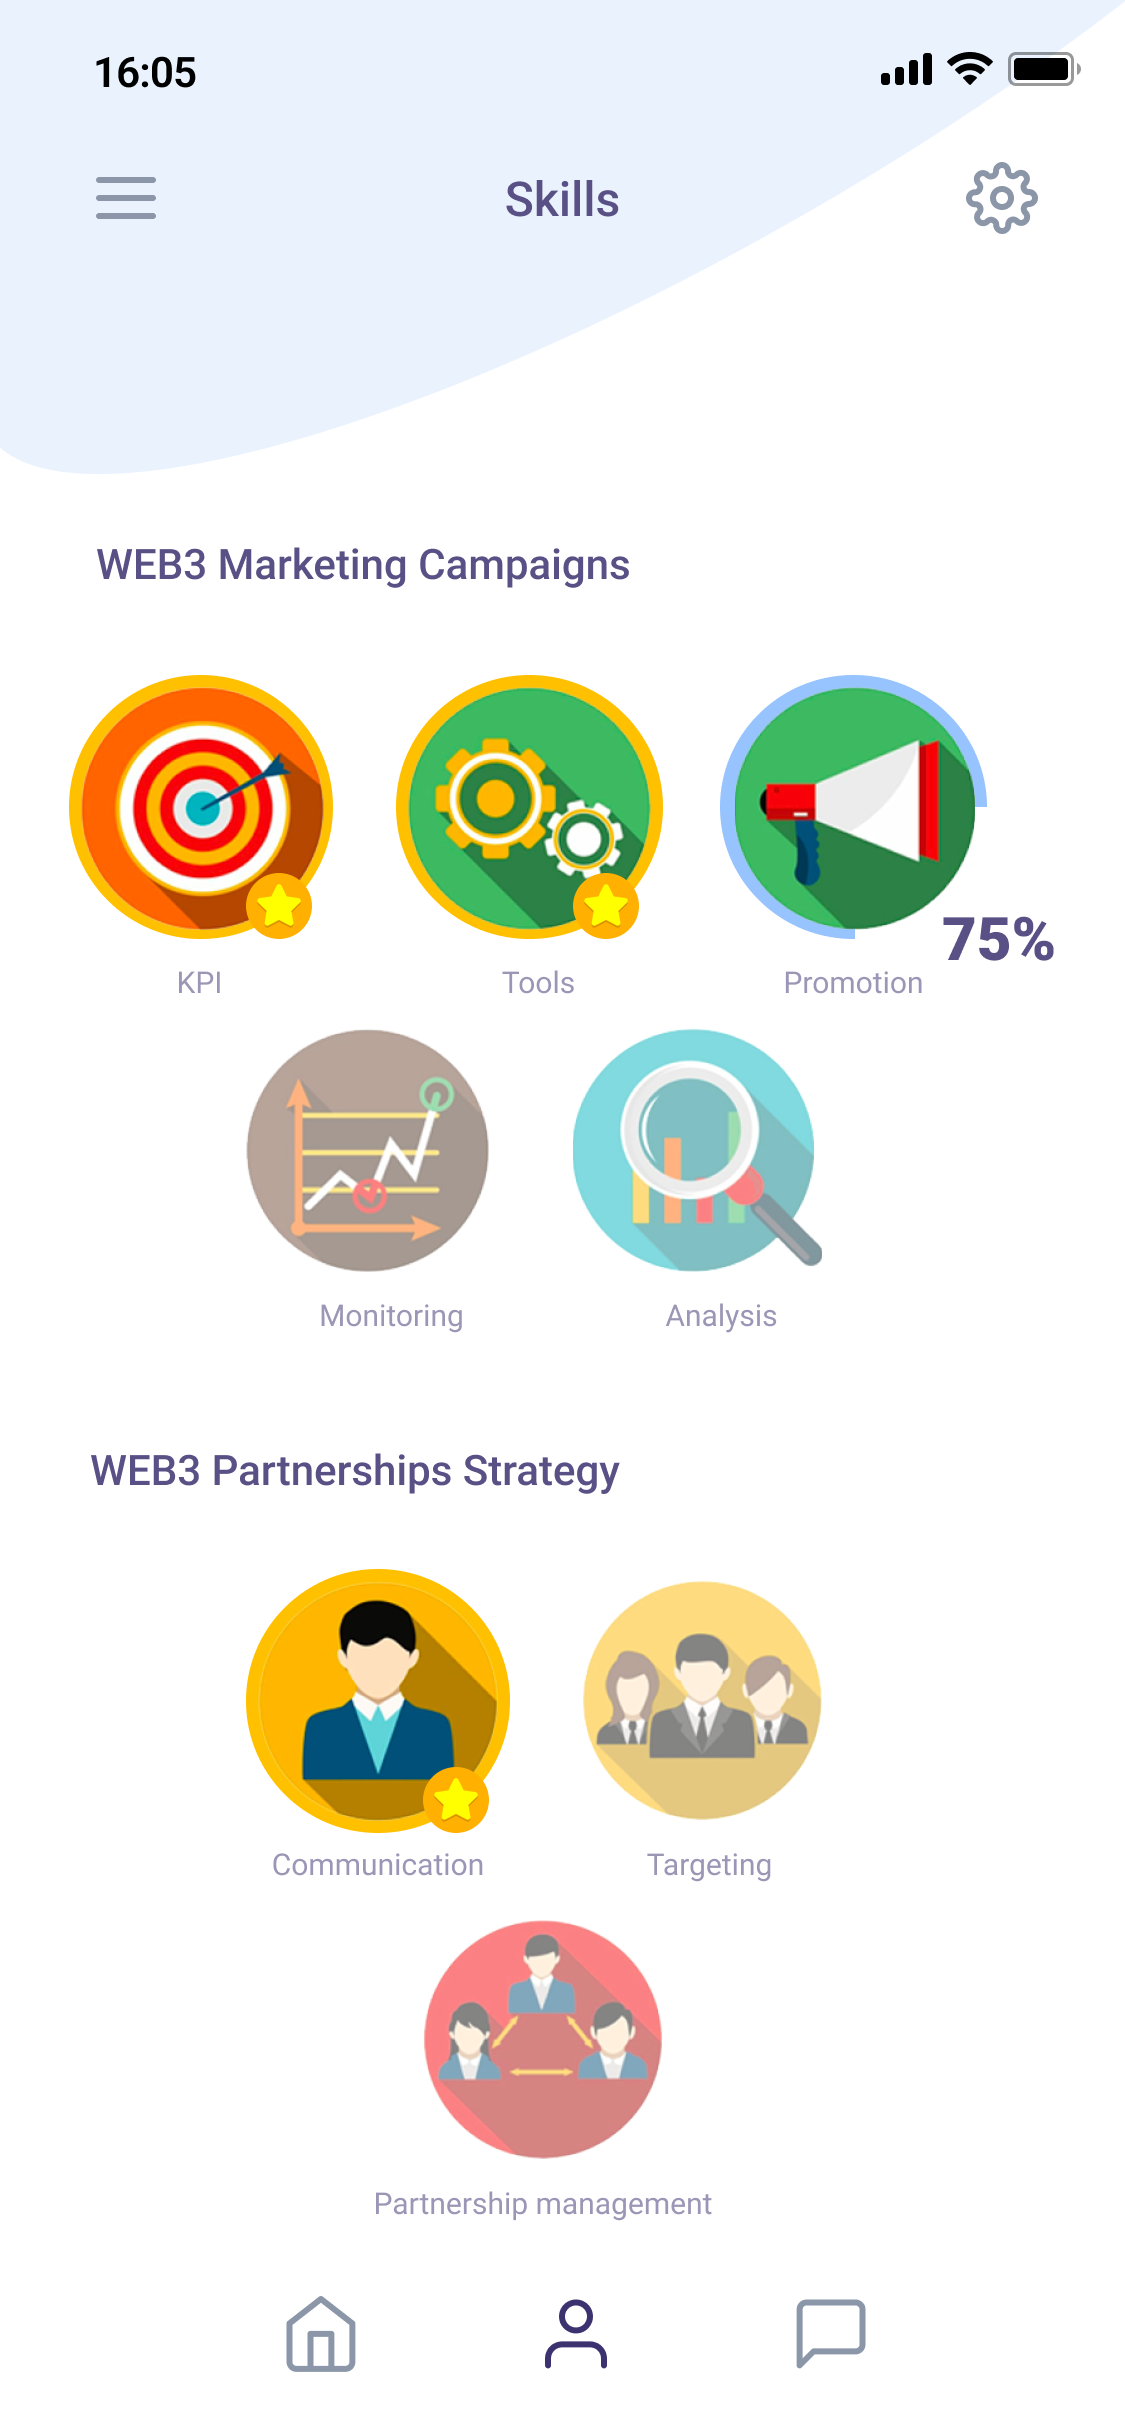 16:05
Skills
WEB3 Marketing Campaigns
75%
KPI
Tools
Promotion
Monitoring
Analysis
WEB3 Partnerships Strategy
Communication
Targeting
Partnership management